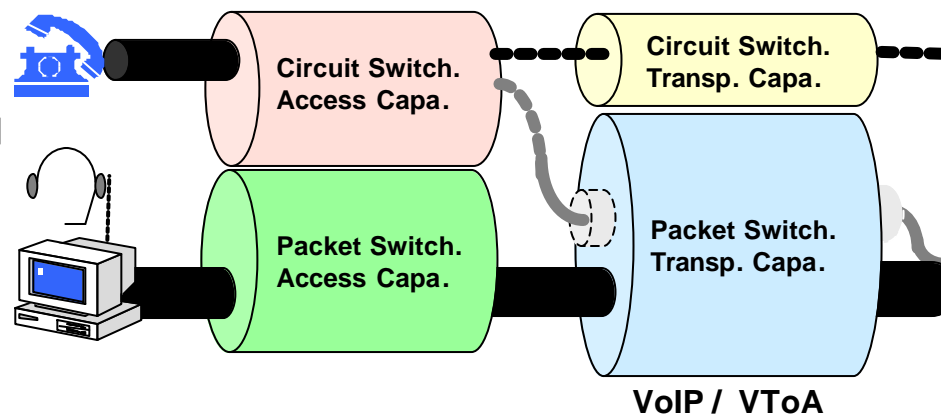 Circuit Switch.
Access Capa.
Circuit Switch.
Transp. Capa.
Packet Switch.
Access Capa.
Packet Switch.
Transp. Capa.
VoIP / VToA